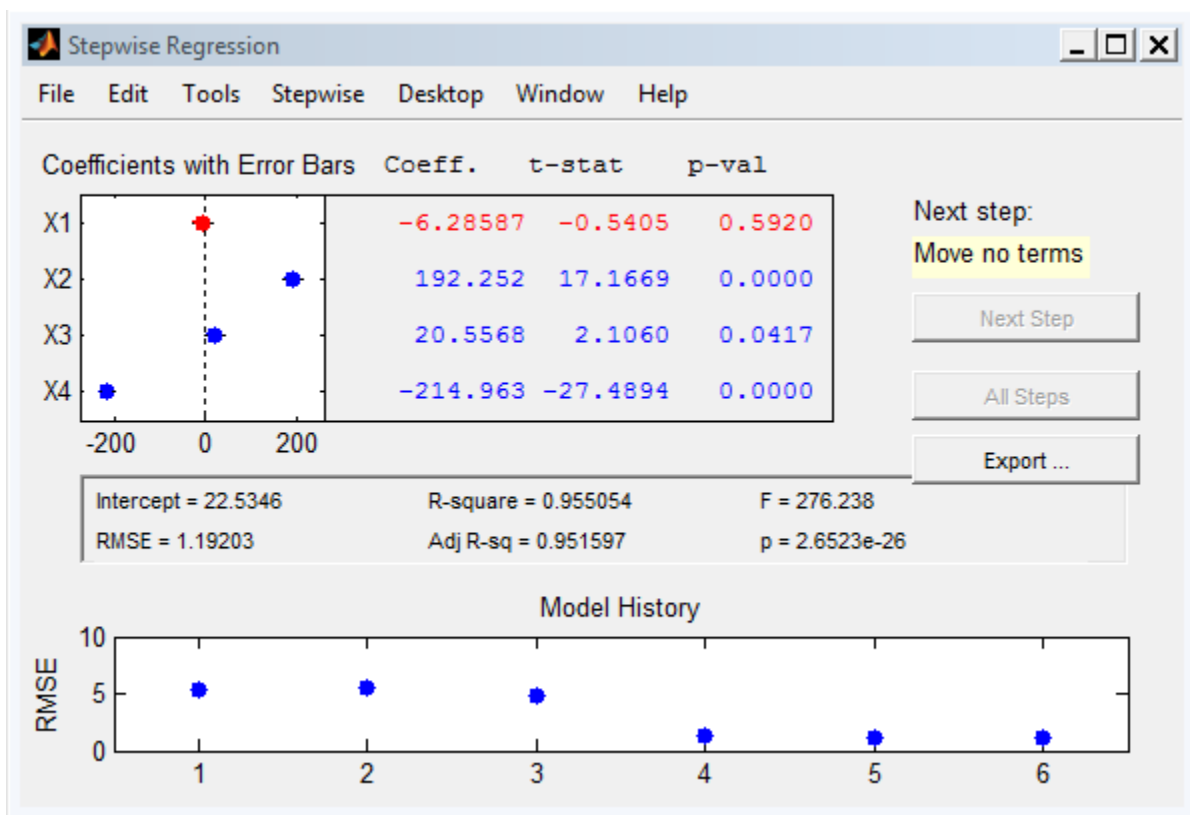 Stepwise Regression
File Edit Tools Stepwise Desktop Window Help
Coefficients with Error Bars Coeff. t-stat p-val
X1 -6.28587 -0.5405 0.5920
X2 192.252 17.1669 0.0000
X3 20.5568 2.1060 0.0417
X4 -214.963 -27.4894 0.0000
-200 0 200
Next step:
Move no terms
Next Step
All Steps
Export ...
Intercept = 22.5346 R-square = 0.955054 F = 276.238
RMSE = 1.19203 Adj R-sq = 0.951597 p = 2.6523e-26
Model History
RMSE
10
5
0
1 2 3 4 5 6